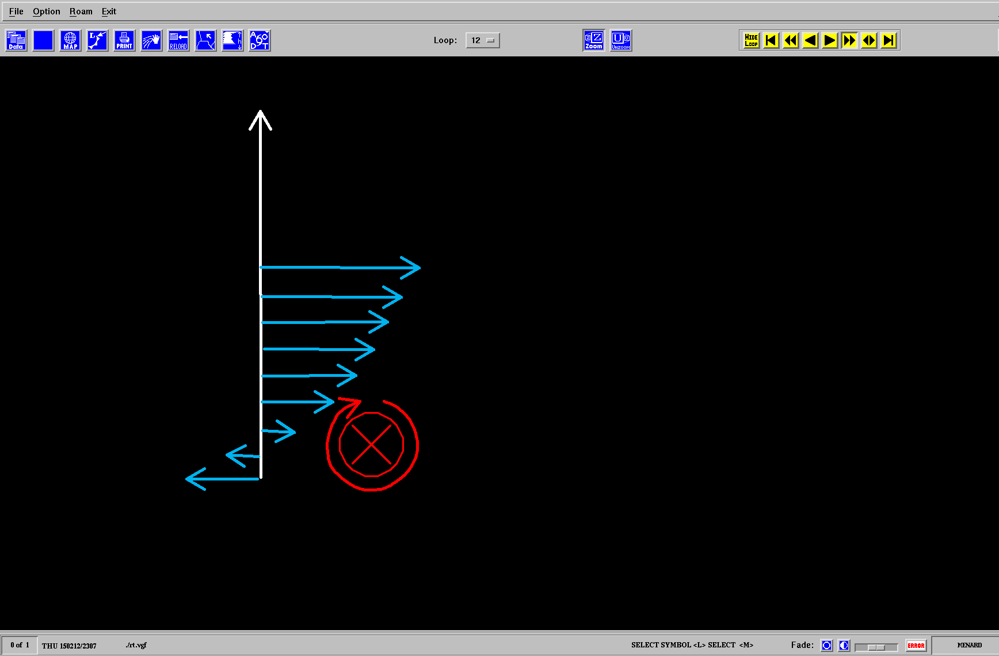 File Option Roam Exit
Data MAP L PRINT RELOAD AGODT Loop: 12 Z Zoom U UNZOOM HIDE LOOP
0 of 1 THU 150212/2307 ./rt.vgf SELECT SYMBOL <L> SELECT <M> Fade: ERROR MENARD